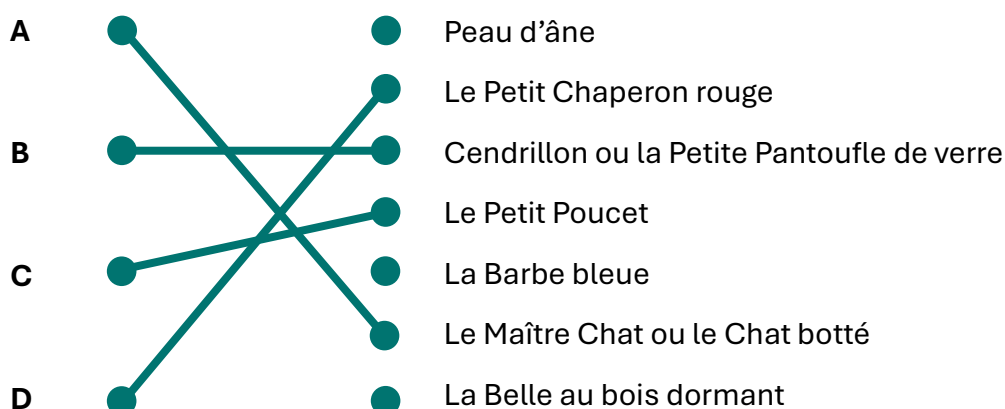 A
Peau d’âne
Le Petit Chaperon rouge
B
Cendrillon ou la Petite Pantoufle de verre
Le Petit Poucet
C
La Barbe bleue
Le Maître Chat ou le Chat botté
D
La Belle au bois dormant